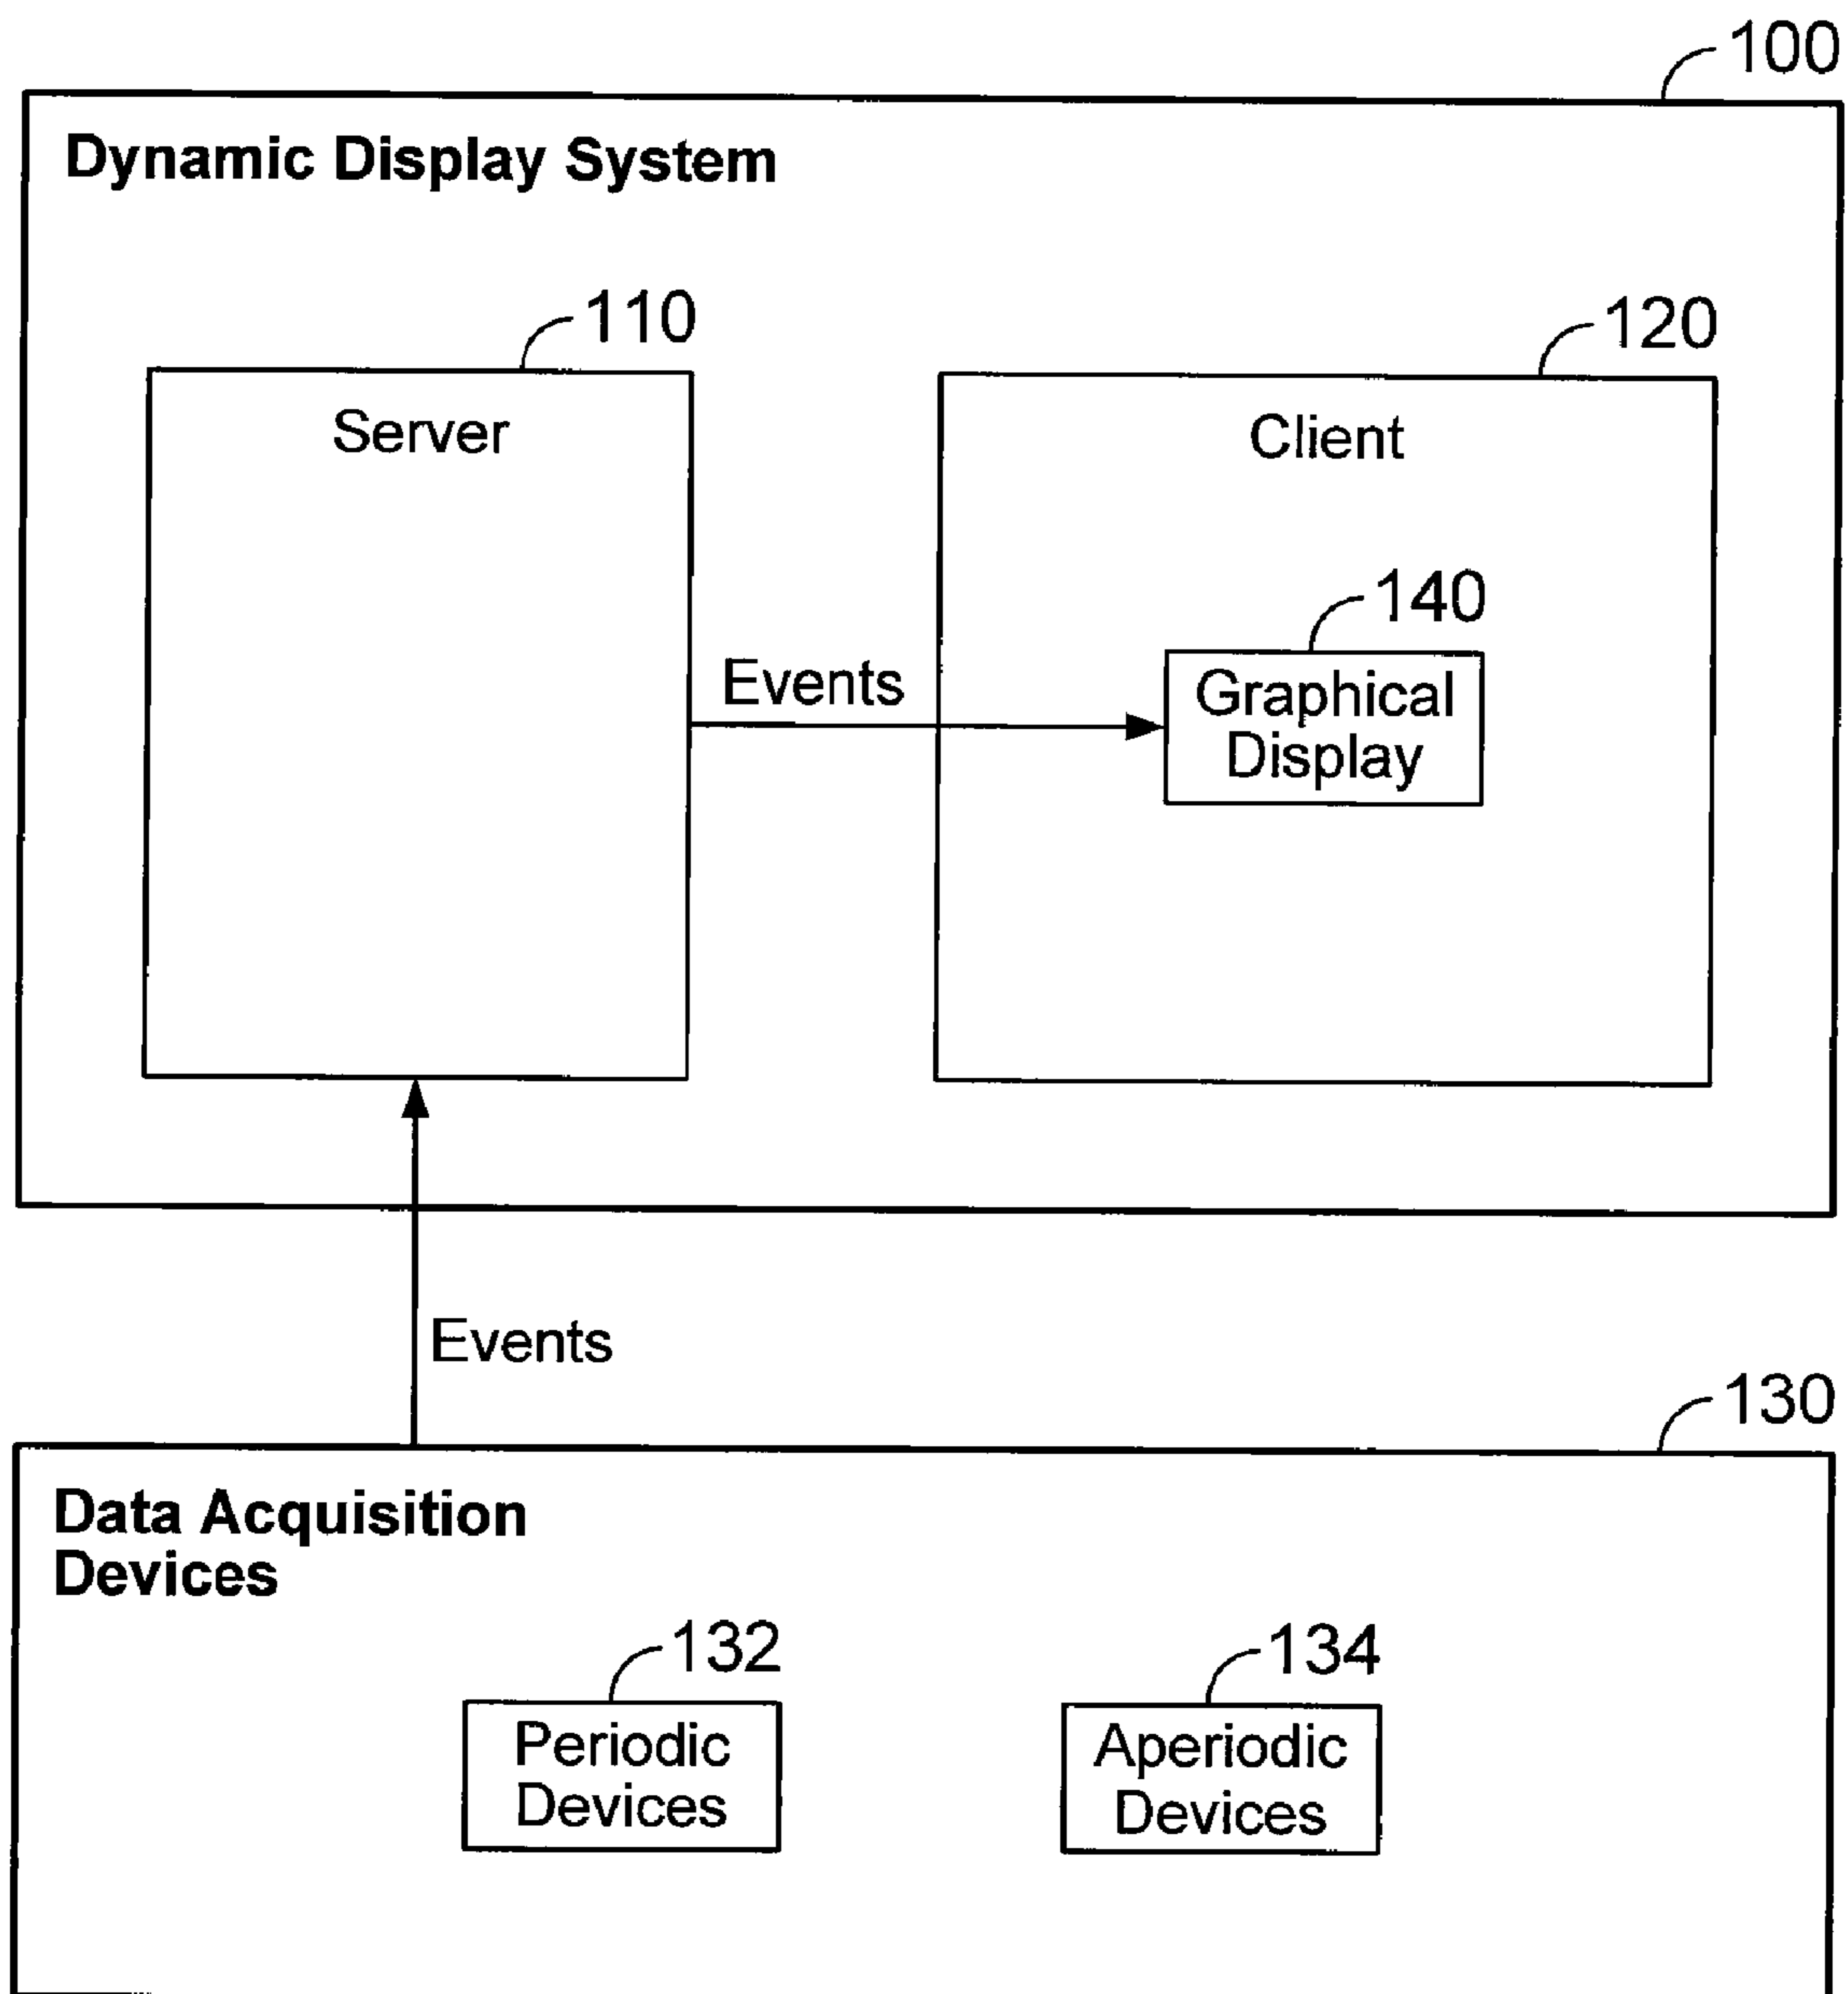 100
Dynamic Display System
110
120
Server
Client
140
Events
Graphical
Display
Events
130
Data Acquisition
Devices
132
134
Periodic
Devices
Aperiodic
Devices